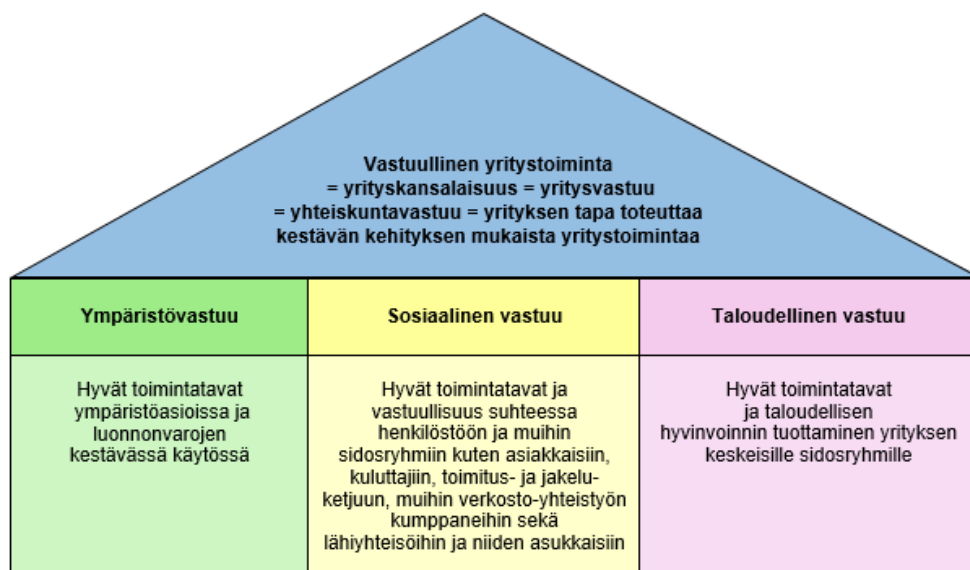 Vastuullinen yritystoiminta
= yrityskansalaisuus = yritysvastuu
= yhteiskuntavastuu = yrityksen tapa toteuttaa
kestävän kehityksen mukaista yritystoimintaa
Ympäristövastuu
Sosiaalinen vastuu
Taloudellinen vastuu
Hyvät toimintatavat
ympäristöasioissa ja
luonnonvarojen
kestävässä käytössä
Hyvät toimintatavat ja
vastuullisuus suhteessa
henkilöstöön ja muihin
sidosryhmiin kuten asiakkaisiin,
kuluttajiin, toimitus- ja jakelu-
ketjuun, muihin verkosto-yhteistyön
kumppaneihin sekä
lähiyhteisöihin ja niiden asukkaisiin
Hyvät toimintatavat
ja taloudellisen
hyvinvoinnin tuottaminen yrityksen
keskeisille sidosryhmille